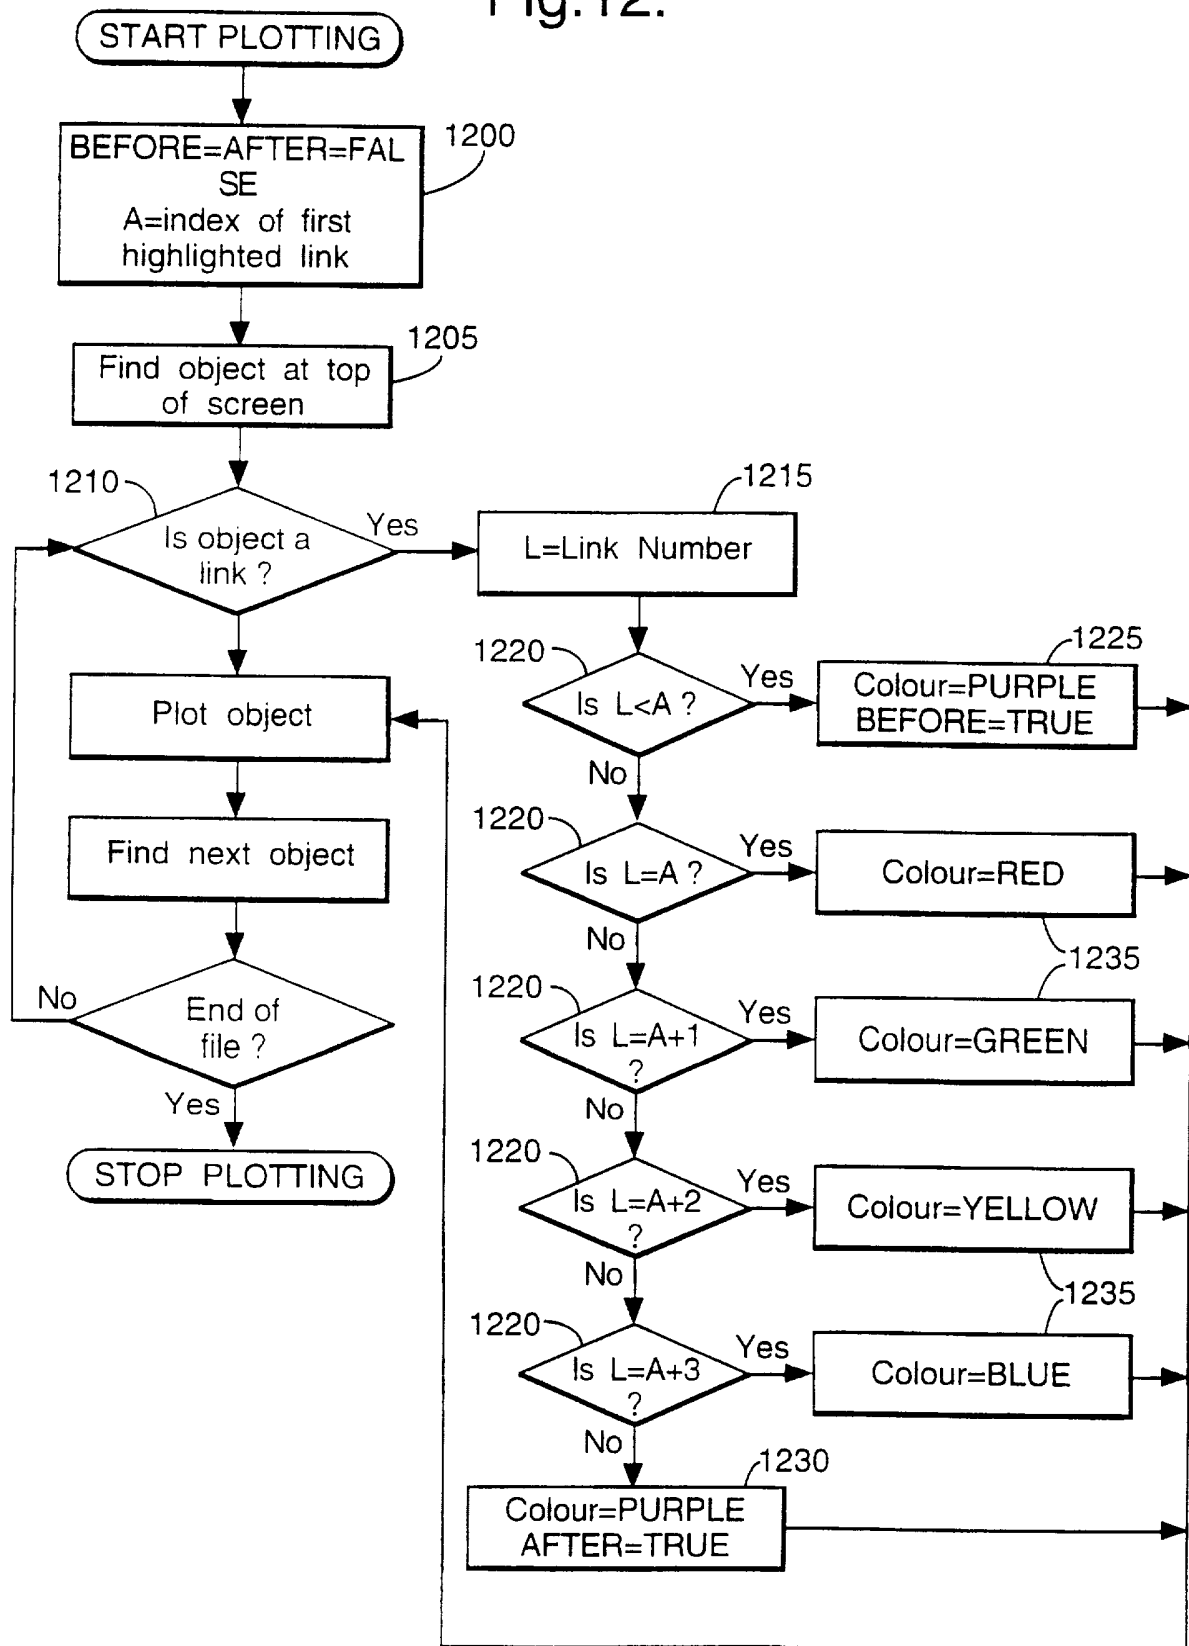 Fig.12.
START PLOTTING
1200
BEFORE=AFTER=FAL
SE
A=index of first
highlighted link
1205
Find object at top
of screen
1210
Is object a
link ?
Yes
1215
L=Link Number
Plot object
Find next object
End of
file ?
No
Yes
STOP PLOTTING
1220
Is L<A ?
Yes
No
1225
Colour=PURPLE
BEFORE=TRUE
1220
Is L=A ?
Yes
No
Colour=RED
1235
1220
Is L=A+1
?
Yes
No
Colour=GREEN
1220
Is L=A+2
?
Yes
No
Colour=YELLOW
1235
1220
Is L=A+3
?
Yes
No
Colour=BLUE
1230
Colour=PURPLE
AFTER=TRUE